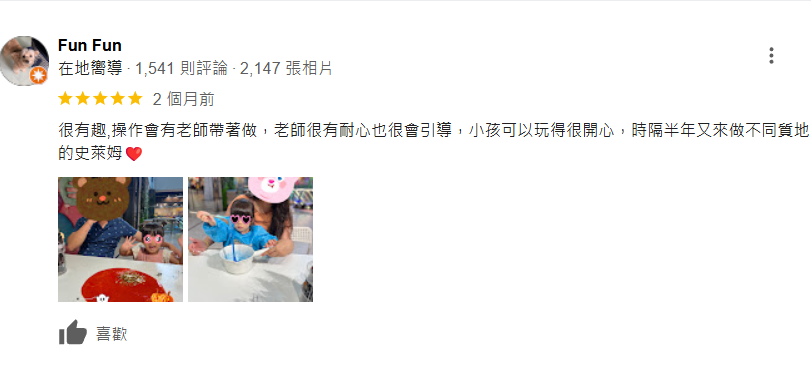 Fun Fun
在地嚮導 · 1,541 則評論 · 2,147 張相片
2 個月前
很有趣,操作會有老師帶著做，老師很有耐心也很會引導，小孩可以玩得很開心，時隔半年又來做不同質地
的史萊姆❤️
喜歡